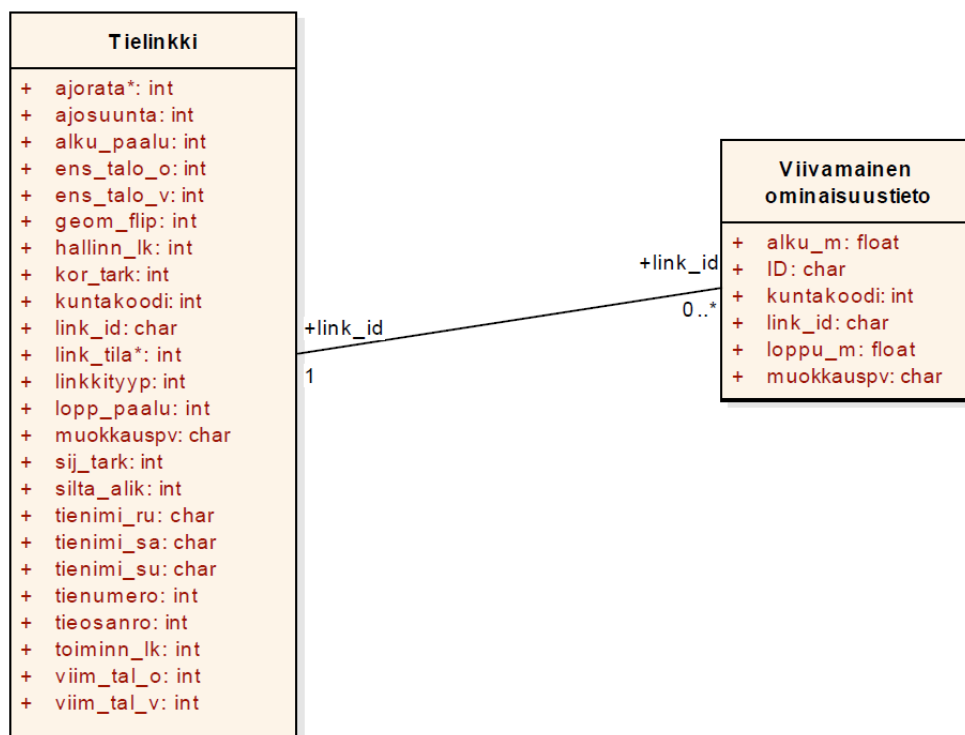 Tielinkki
+ ajorata*: int
+ ajosuunta: int
+ alku_paalu: int
+ ens_talo_o: int
+ ens_talo_v: int
+ geom_flip: int
+ hallinn_lk: int
+ kor_tark: int
+ kuntakoodi: int
+ link_id: char
+ link_tila*: int
+ linkkityyp: int
+ lopp_paalu: int
+ muokkauspv: char
+ sij_tark: int
+ silta_alik: int
+ tienimi_ru: char
+ tienimi_sa: char
+ tienimi_su: char
+ tienumero: int
+ tieosanro: int
+ toiminn_lk: int
+ viim_tal_o: int
+ viim_tal_v: int
+link_id
1
+link_id
0..*
Viivamainen
ominaisuustieto
+ alku_m: float
+ ID: char
+ kuntakoodi: int
+ link_id: char
+ loppu_m: float
+ muokkauspv: char